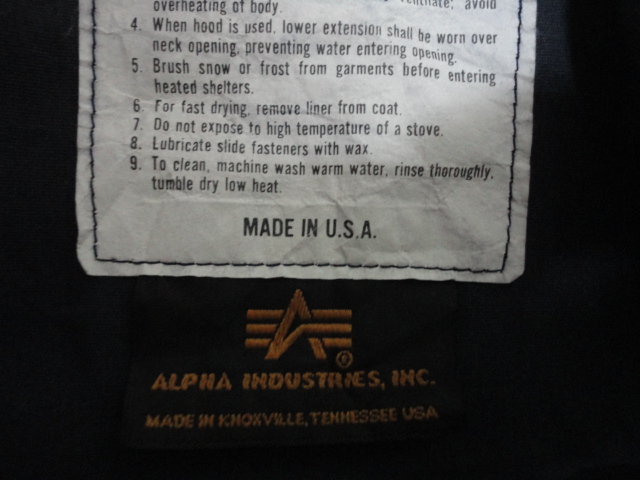 overheating of body. ventilate; avoid
4. When hood is used, lower extension shall be worn over
neck opening, preventing water entering opening.
5. Brush snow or frost from garments before entering
heated shelters.
6. For fast drying, remove liner from coat.
7. Do not expose to high temperature of a stove.
8. Lubricate slide fasteners with wax.
9. To clean, machine wash warm water, rinse thoroughly,
tumble dry low heat.
MADE IN U.S.A.
®
ALPHA INDUSTRIES, INC.
MADE IN KNOXVILLE, TENNESSEE USA